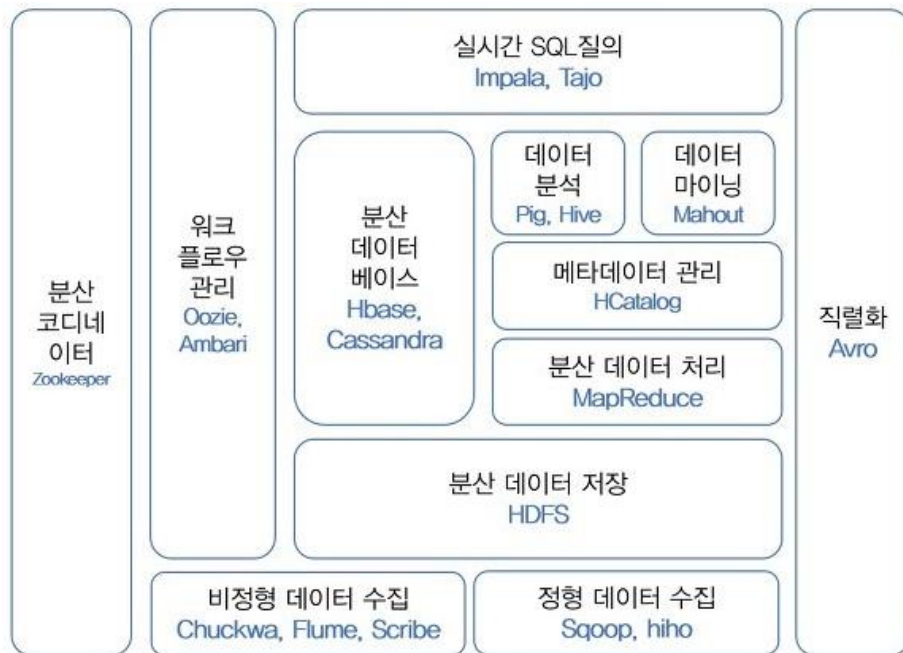 실시간 SQL질의
Impala, Tajo
분산
코디네
이터
Zookeeper
워크
플로우
관리
Oozie,
Ambari
분산
데이터
베이스
Hbase,
Cassandra
데이터
분석
Pig, Hive
데이터
마이닝
Mahout
메타데이터 관리
HCatalog
분산 데이터 처리
MapReduce
직렬화
Avro
분산 데이터 저장
HDFS
비정형 데이터 수집
Chuckwa, Flume, Scribe
정형 데이터 수집
Sqoop, hiho